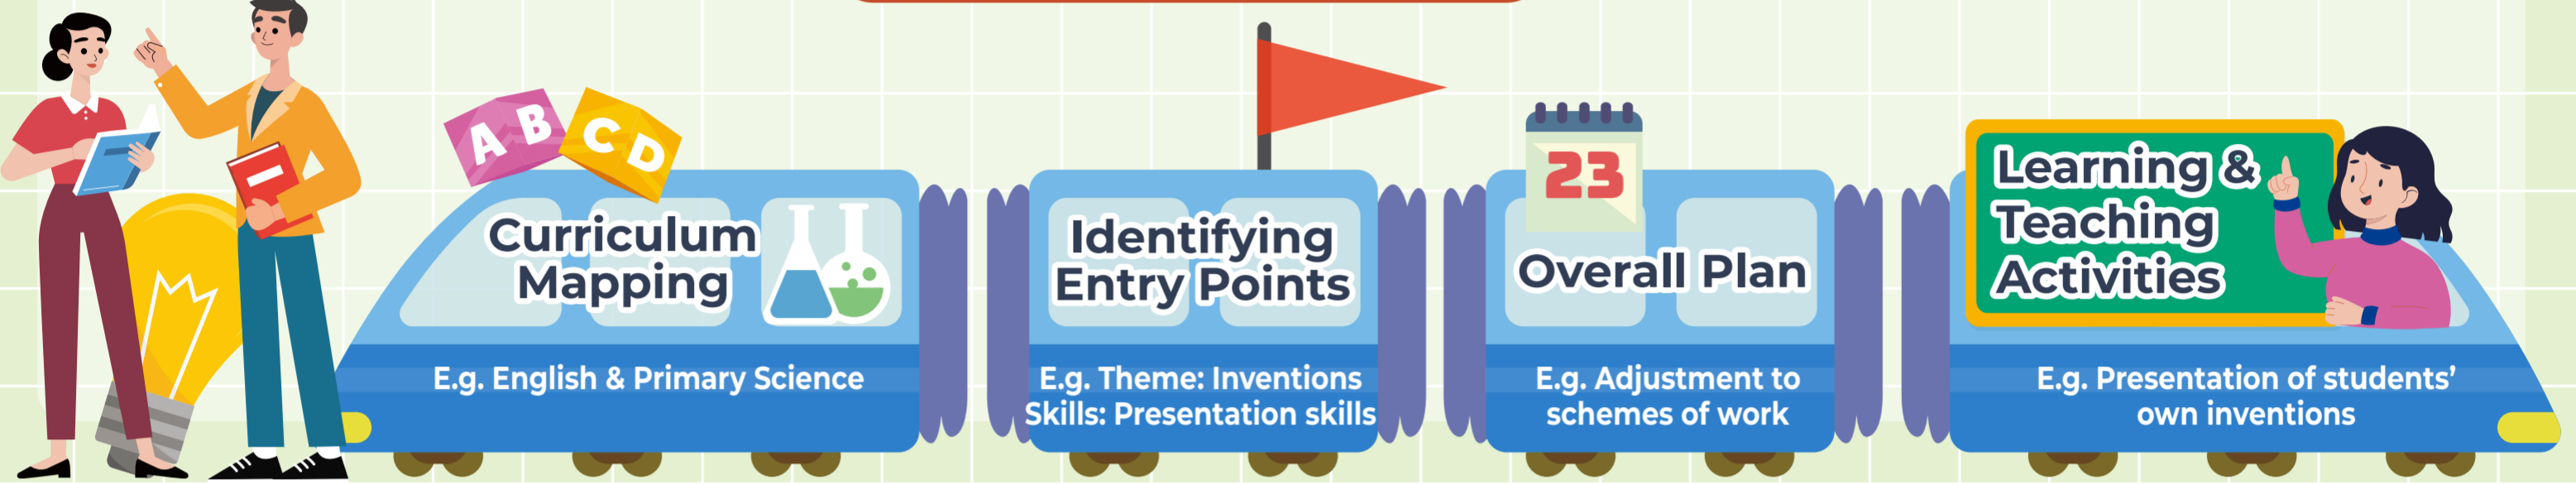 A B C D
Curriculum
Mapping
E.g. English & Primary Science
Identifying
Entry Points
E.g. Theme: Inventions
Skills: Presentation skills
23
Overall Plan
E.g. Adjustment to
schemes of work
Learning &
Teaching
Activities
E.g. Presentation of students’
own inventions